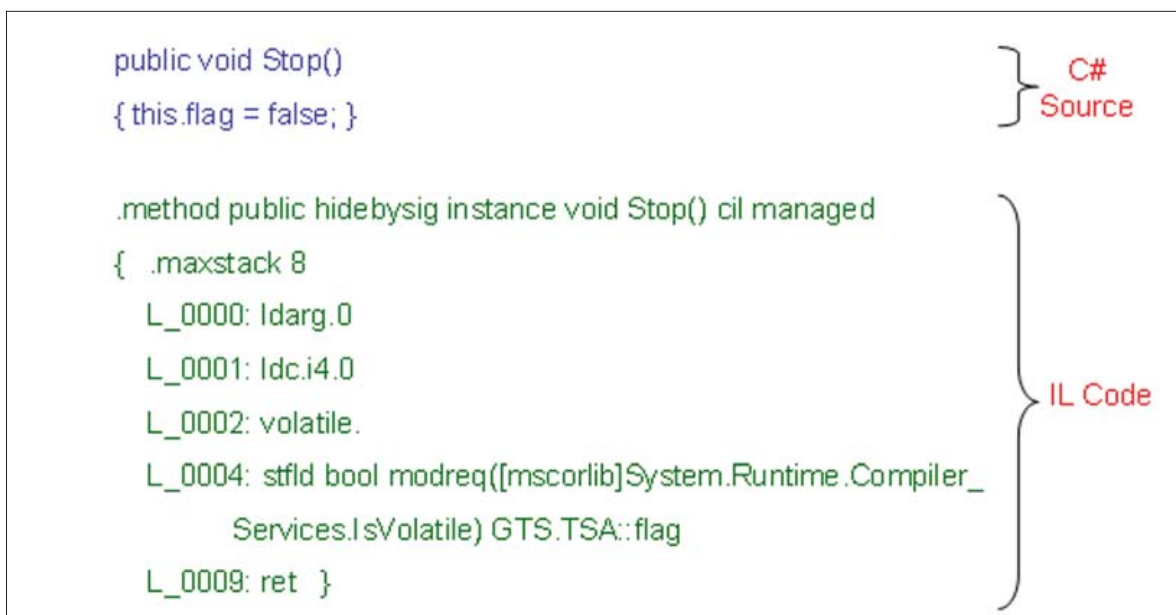 public void Stop()
{ this.flag = false; }
C#
Source
.method public hidebysig instance void Stop() cil managed
{ .maxstack 8
L_0000: ldarg.0
L_0001: ldc.i4.0
L_0002: volatile.
L_0004: stfld bool modreq([mscorlib]System.Runtime.Compiler_
Services.IsVolatile) GTS.TSA::flag
L_0009: ret }
IL Code